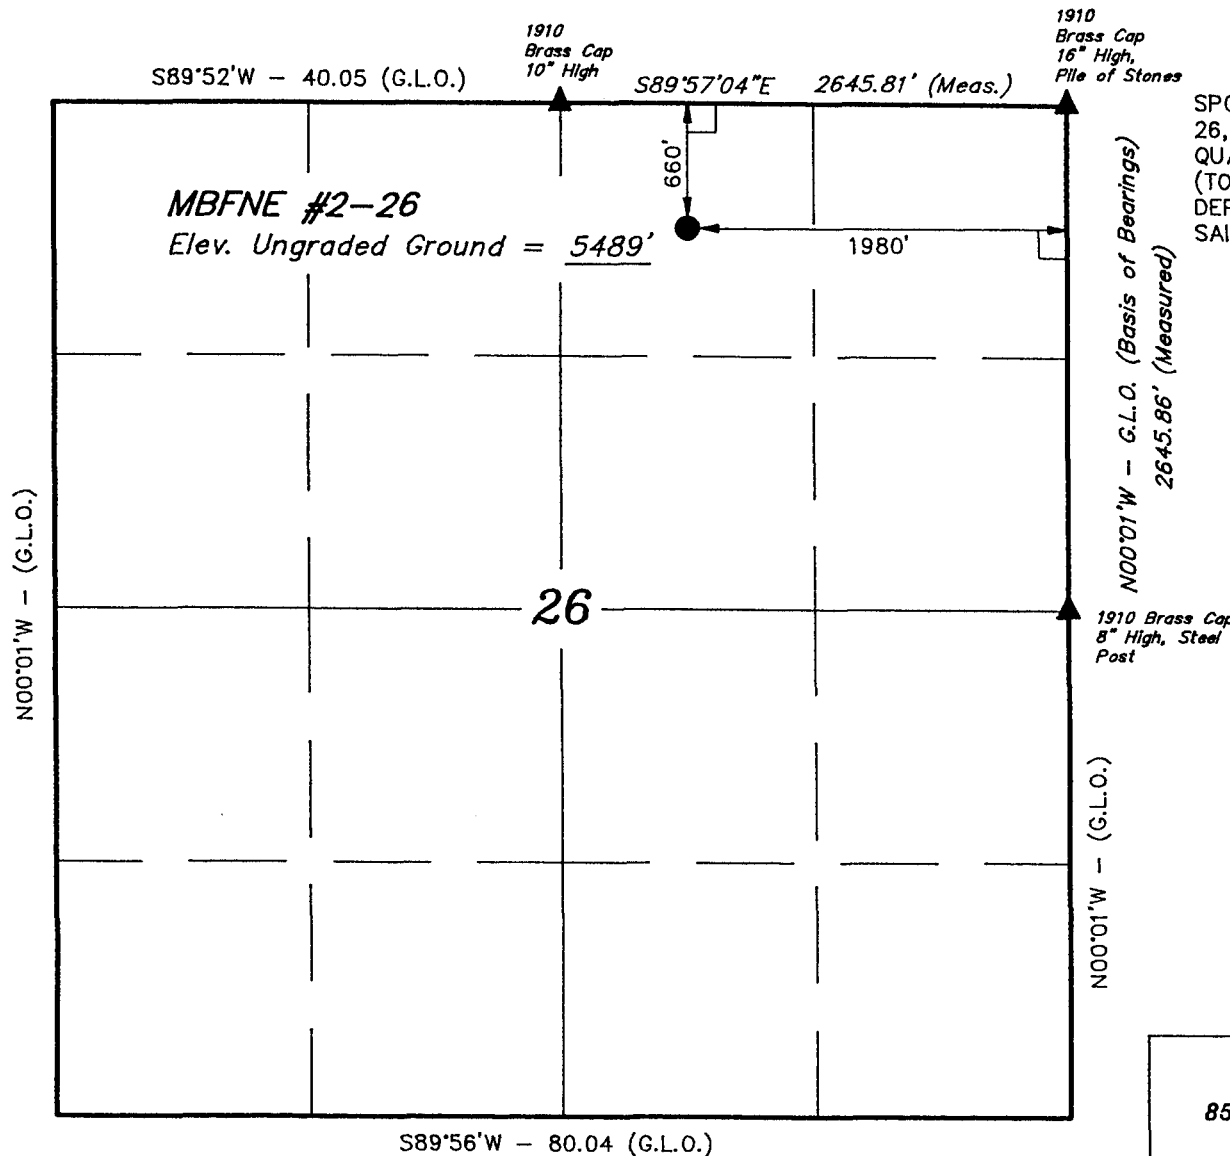 1910
Brass Cap
10" High
1910
Brass Cap
16" High,
Pile of Stones
S89°52'W - 40.05 (G.L.O.)
S89°57'04"E 2645.81' (Meas.)
660'
1980'
MBFNE #2-26
Elev. Ungraded Ground = 5489'
N00°01'W - G.L.O. (Basis of Bearings)
2645.86' (Measured)
26,
N00°01'W - (G.L.O.)
26
1910 Brass Cap
8" High, Steel
Post
N00°01'W - (G.L.O.)
85
S89°56'W - 80.04 (G.L.O.)